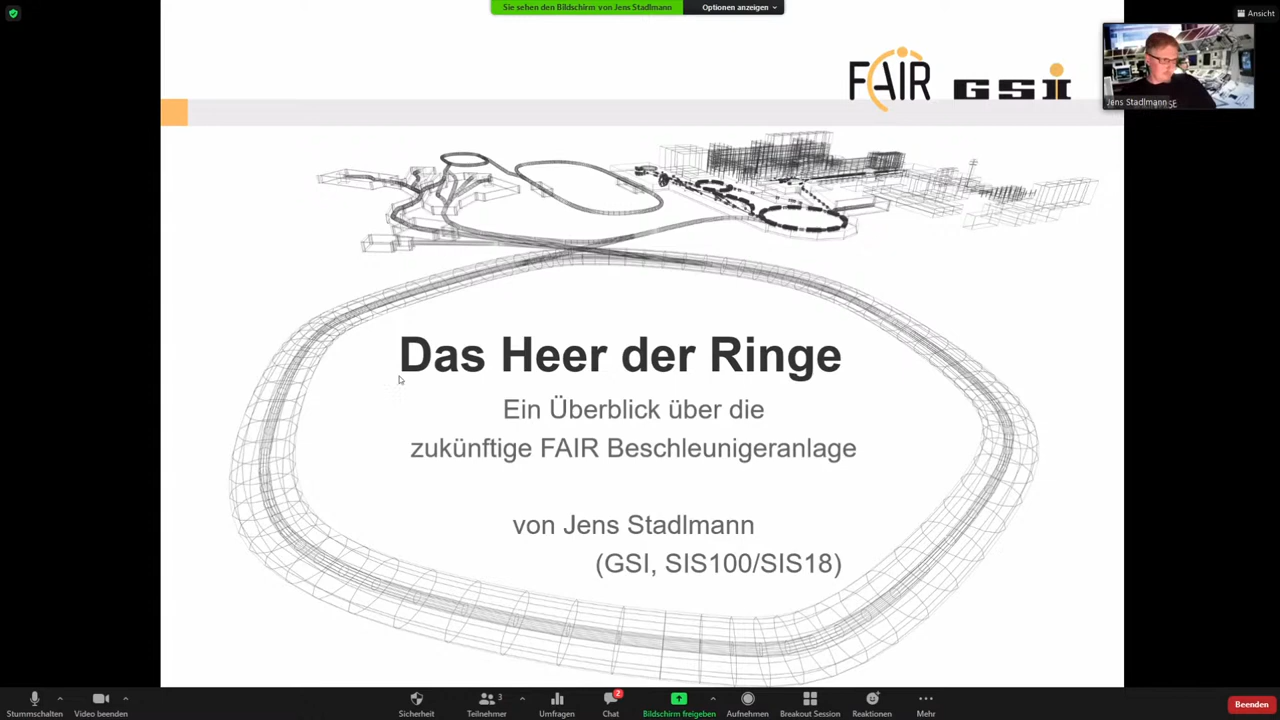 Sie sehen den Bildschirm von Jens Stadlmann
Optionen anzeigen
Ansicht
FAIR GSI
Jens Stadlmann
Das Heer der Ringe
Ein Überblick über die
zukünftige FAIR Beschleunigeranlage
von Jens Stadlmann
(GSI, SIS100/SIS18)
3
2
Stummschalten
Video beenden
Sicherheit
Teilnehmer
Umfragen
Chat
Bildschirm freigeben
Aufnehmen
Breakout Session
Reaktionen
Mehr
Beenden